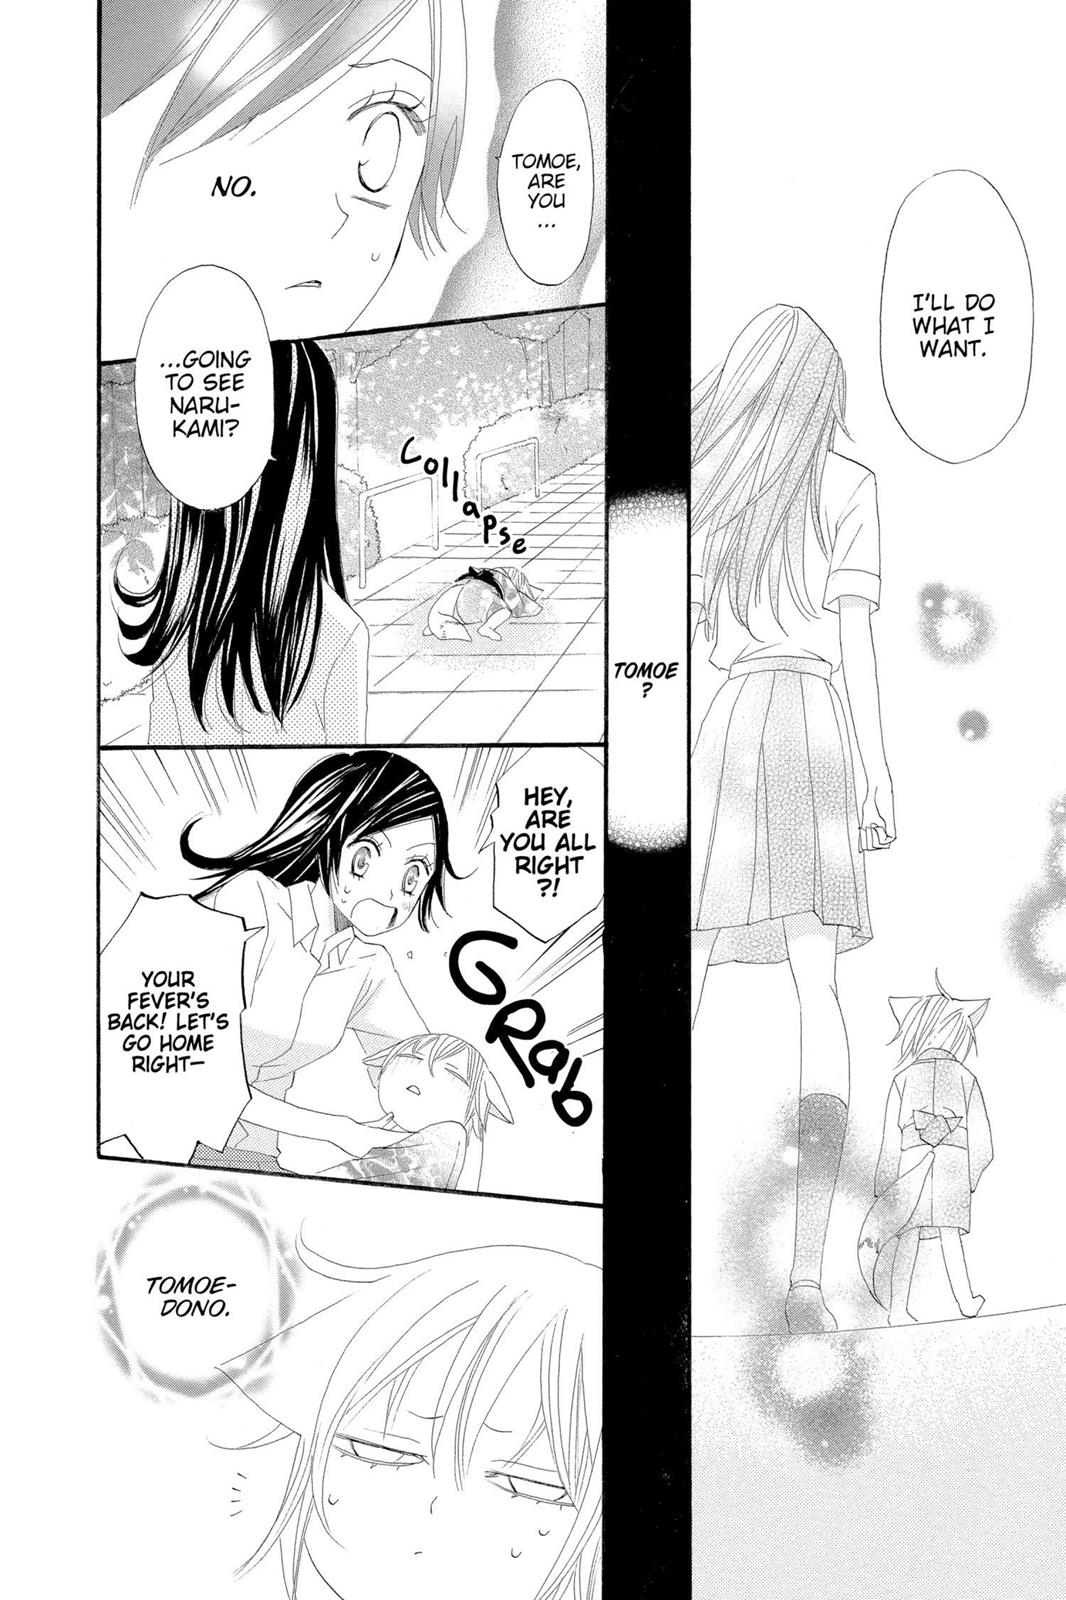 I'LL DO
WHAT I
WANT.
TOMOE
?
TOMOE,
ARE
YOU
...
NO.
...GOING
TO SEE
NARU-
KAMI?
Collapse
HEY,
ARE
YOU ALL
RIGHT
?!
GRab
YOUR
FEVER'S
BACK! LET'S
GO HOME
RIGHT—
TOMOE-
DONO.